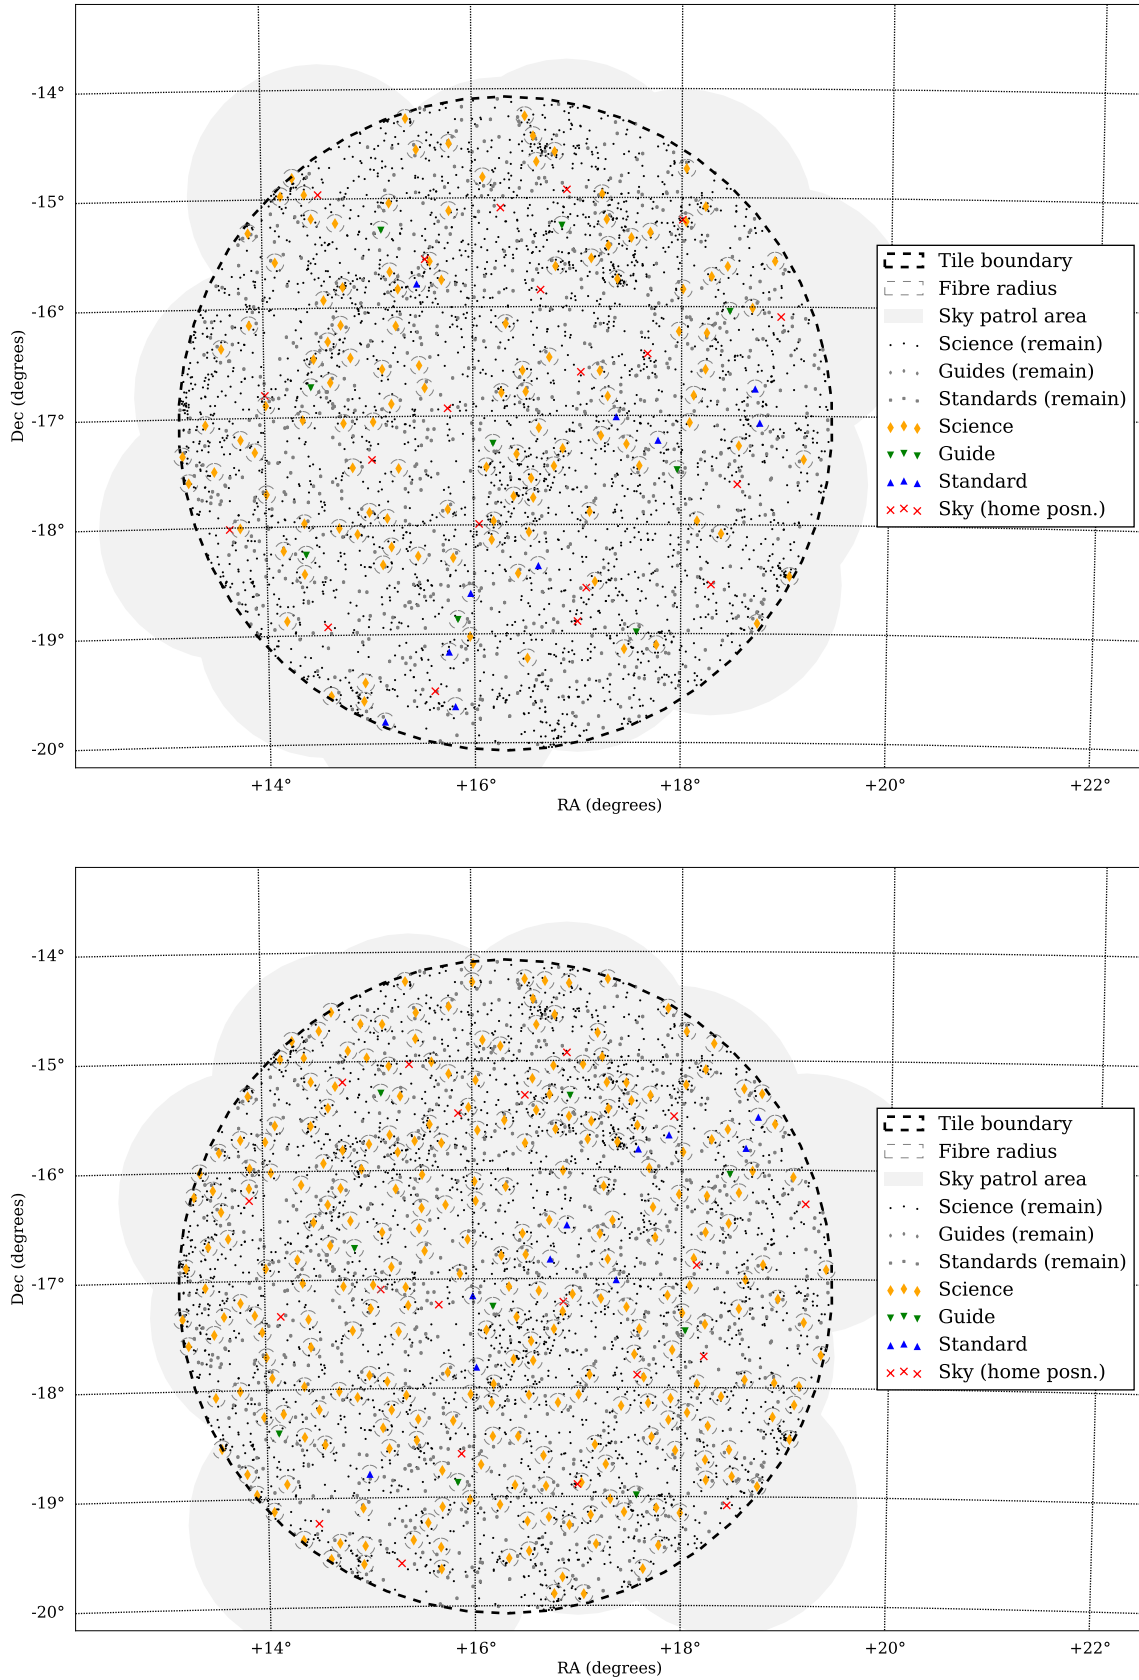 -14°
-15°
-16°
-17°
-18°
-19°
-20°
Dec (degrees)
Tile boundary
Fibre radius
Sky patrol area
Science (remain)
Guides (remain)
Standards (remain)
Science
Guide
Standard
Sky (home posn.)
+14° +16° +18° +20° +22°
RA (degrees)
-14°
-15°
-16°
-17°
-18°
-19°
-20°
Dec (degrees)
Tile boundary
Fibre radius
Sky patrol area
Science (remain)
Guides (remain)
Standards (remain)
Science
Guide
Standard
Sky (home posn.)
+14° +16° +18° +20° +22°
RA (degrees)